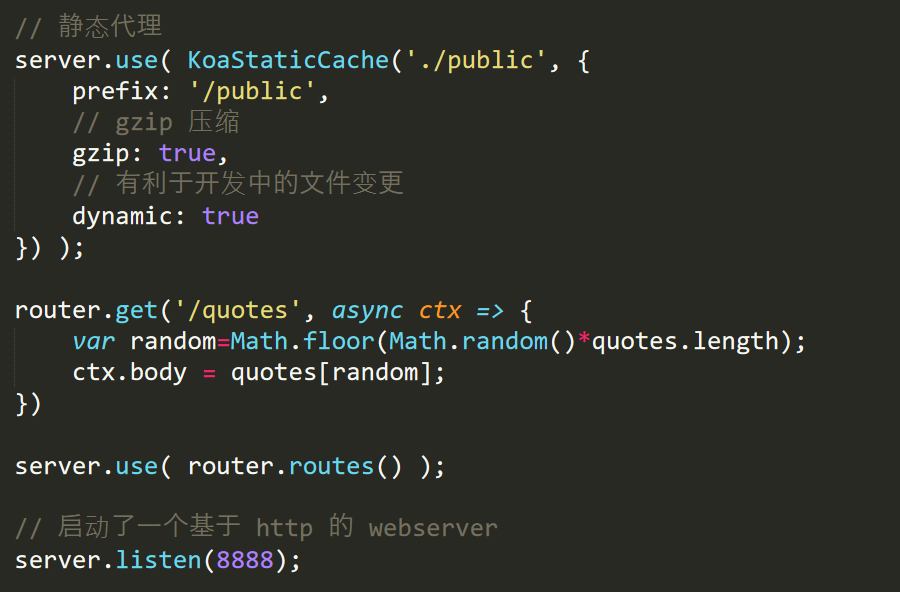 // 静态代理
server.use( KoaStaticCache('./public', {
    prefix: '/public',
    // gzip 压缩
    gzip: true,
    // 有利于开发中的文件变更
    dynamic: true
}) );
router.get('/quotes', async ctx => {
    var random=Math.floor(Math.random()*quotes.length);
    ctx.body = quotes[random];
})
server.use( router.routes() );
// 启动了一个基于 http 的 webserver
server.listen(8888);